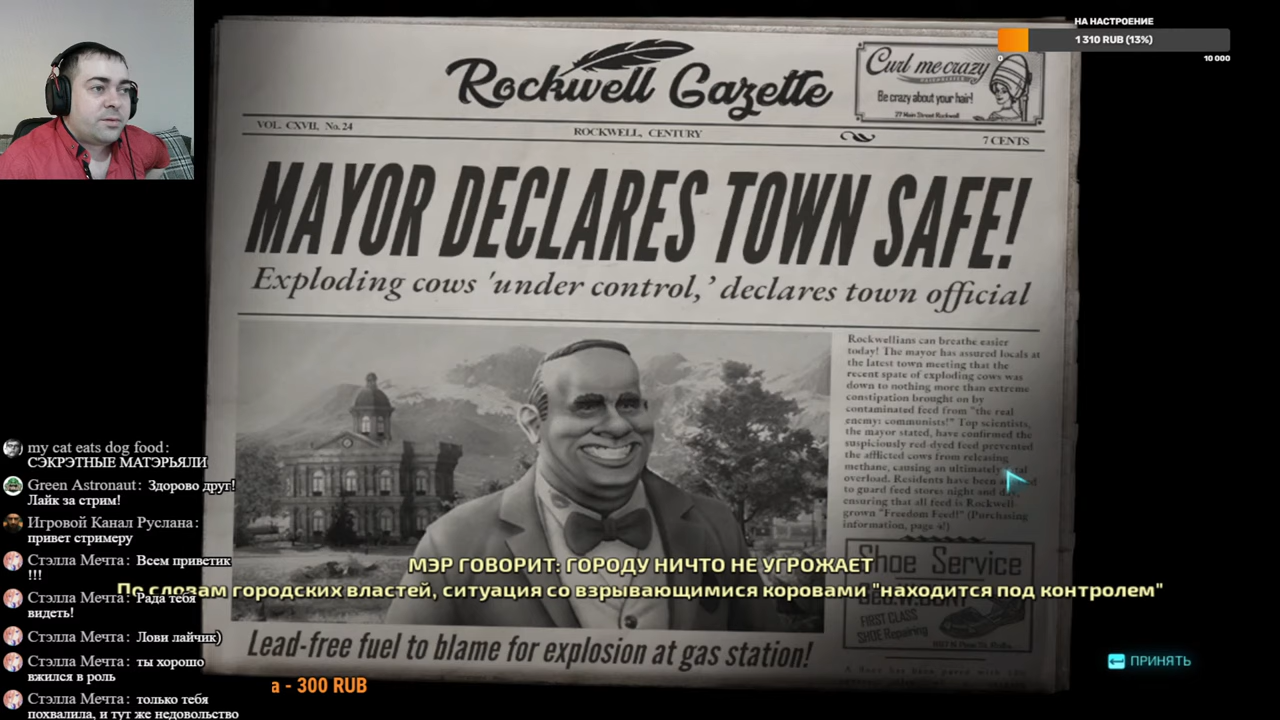 НА НАСТРОЕНИЕ
1 310 RUB (13%)
0
10 000
Rockwell Gazette
Curl me crazy
Be crazy about your hair!
27 Main Street Rockwell
VOL. CXVII, No. 24
ROCKWELL, CENTURY
7 CENTS
MAYOR DECLARES TOWN SAFE!
Exploding cows 'under control,' declares town official
Rockwellians can breathe easier
today! The mayor has assured locals at
the latest town meeting that the
recent spate of exploding cows was
down to nothing more than extreme
constipation brought on by
contaminated feed from "the real
enemy: communists!" Top scientists,
the mayor stated, have confirmed the
suspiciously red-dyed feed prevented
the afflicted cows from releasing
methane, causing an ultimately
overload. Residents have been
to guard feed stores night and
ensuring that all feed is Rockwell
grown "Freedom Feed!" (Purchasing
information, page 4!)
my cat eats dog food:
СЭКРЭТНЫЕ МАТЭРЬЯЛИ
Green Astronaut: Здорово друг!
Лайк за стрим!
Игровой Канал Руслана:
привет стримеру
Стэлла Мечта: Всем приветик
!!!
Стэлла Мечта: Рада тебя
видеть!
Стэлла Мечта: Лови лайчик)
Стэлла Мечта: ты хорошо
вжился в роль
Стэлла Мечта: только тебя
похвалила, и тут же недовольство
МЭР ГОВОРИТ: ГОРОДУ НИЧТО НЕ УГРОЖАЕТ
По словам городских властей, ситуация со взрывающимися коровами "находится под контролем"
Shoe Service
FIRST CLASS
SHOE Repairing
Lead-free fuel to blame for explosion at gas station!
ПРИНЯТЬ
а - 300 RUB